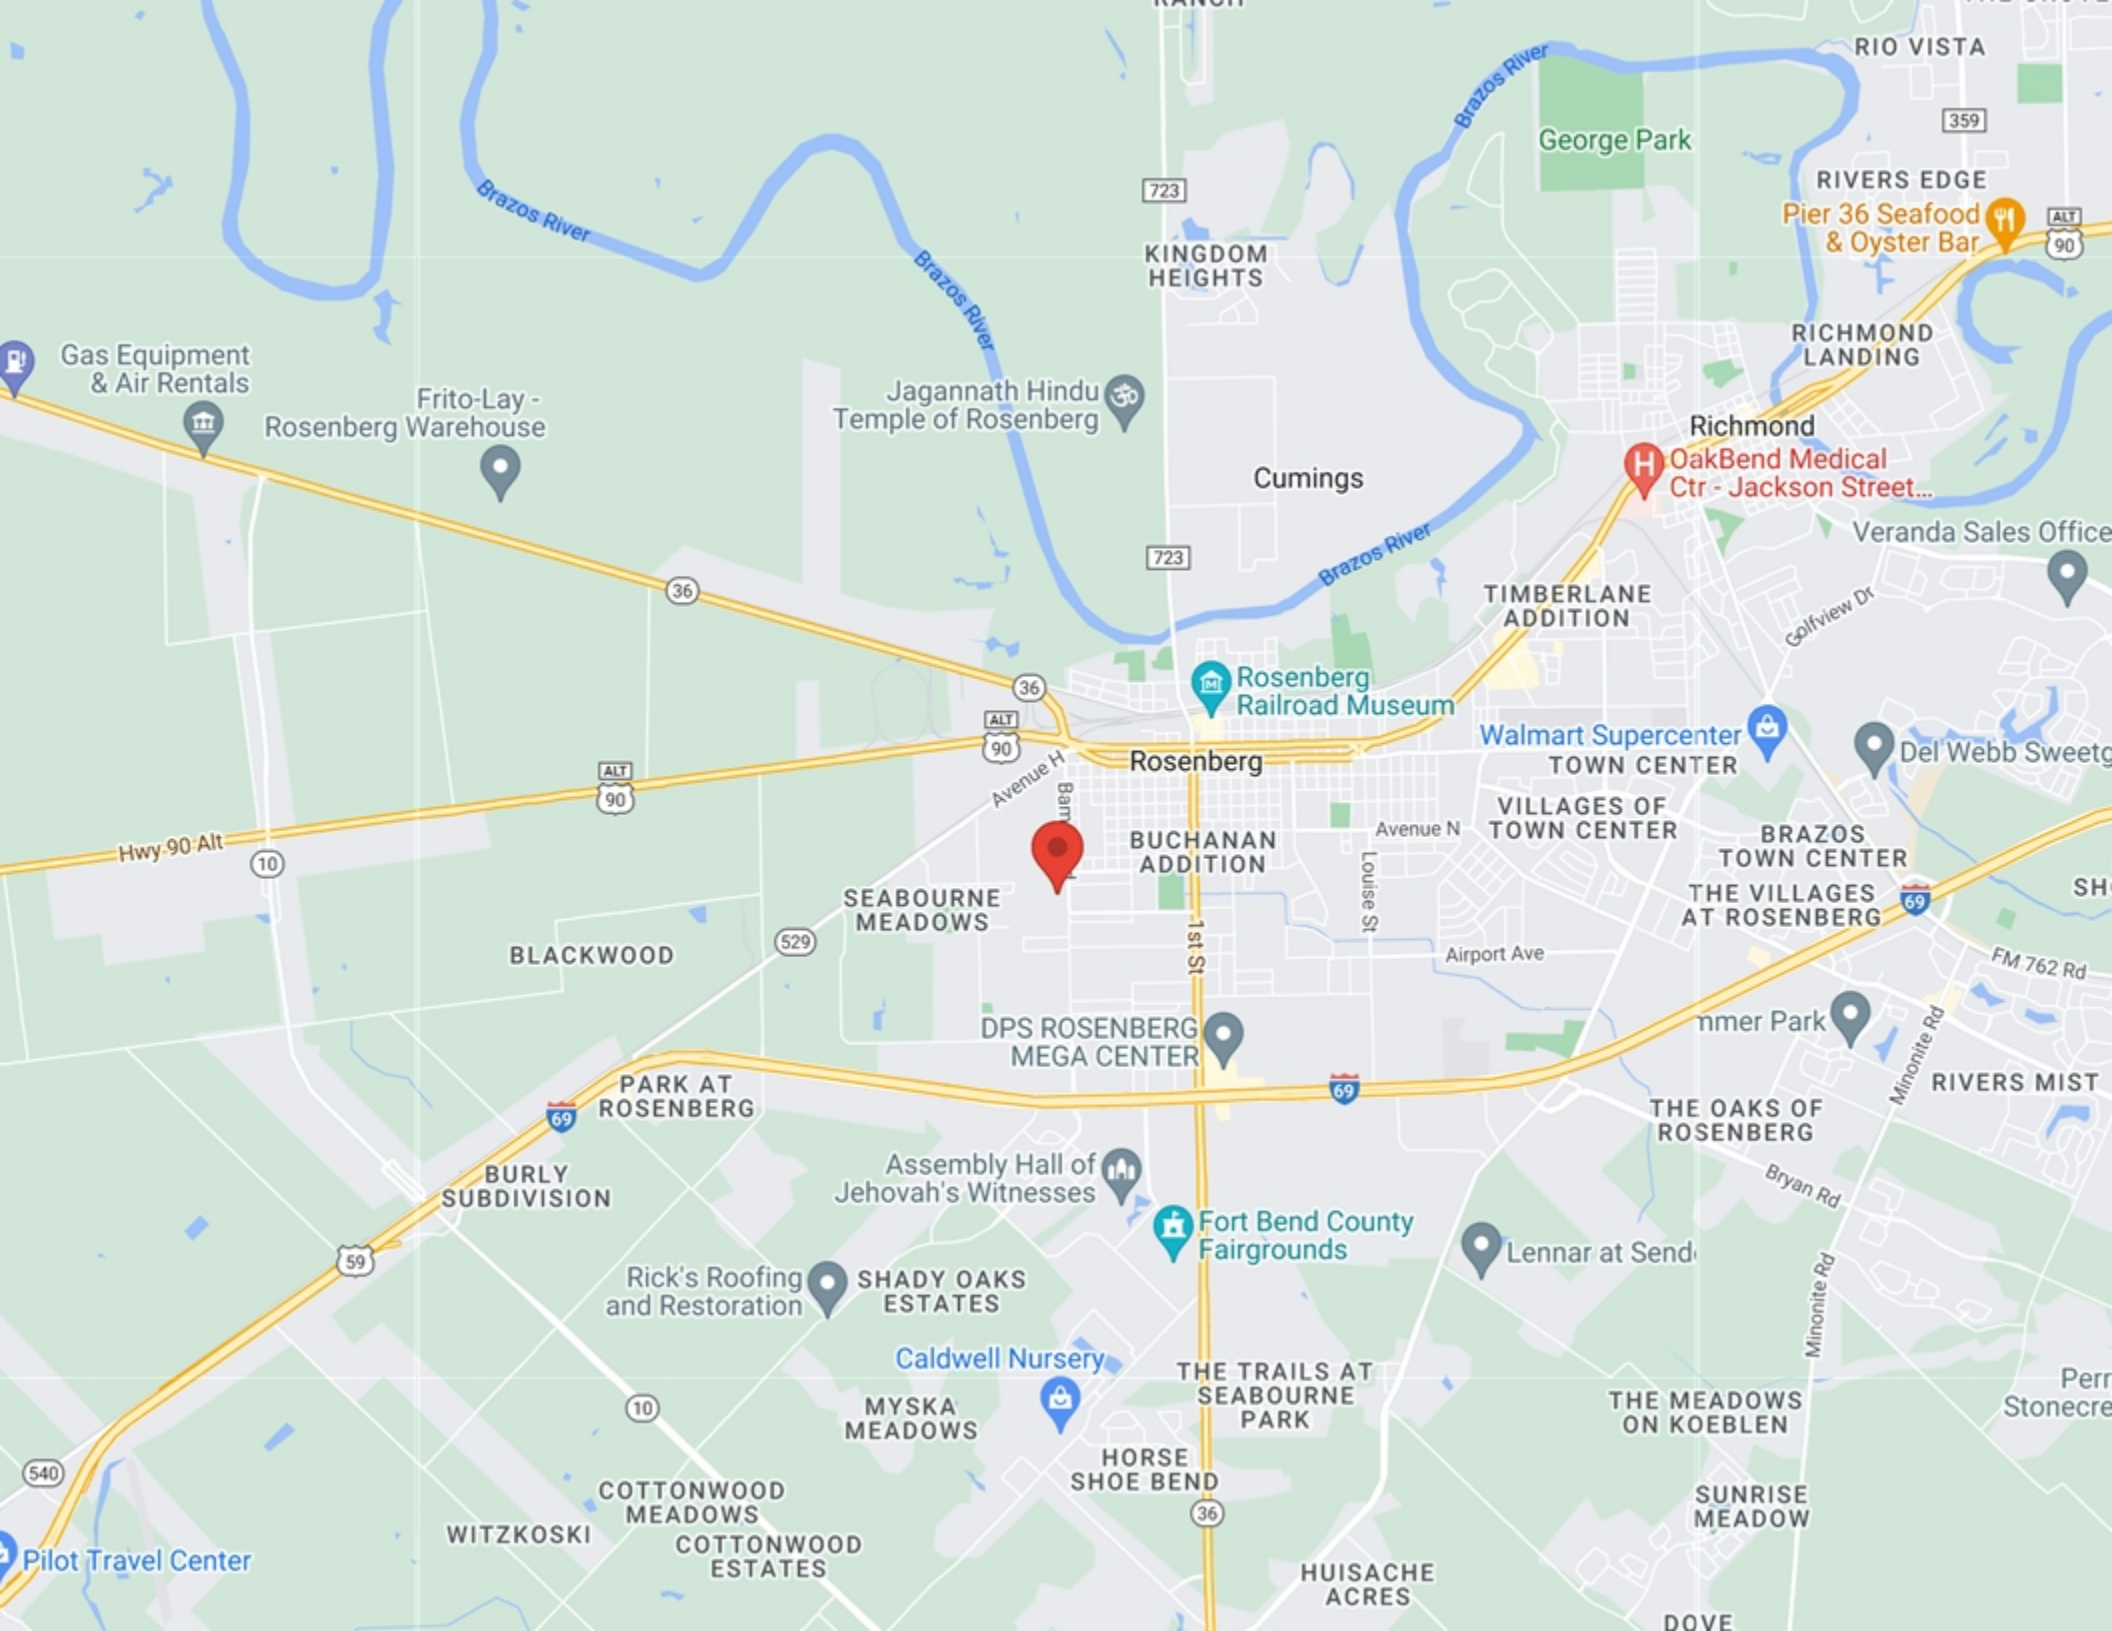 RANCH
RIO VISTA
Brazos River
359
George Park
RIVERS EDGE
723
Brazos River
Pier 36 Seafood
& Oyster Bar
ALT
90
KINGDOM
HEIGHTS
Brazos River
RICHMOND
LANDING
Gas Equipment
& Air Rentals
Frito-Lay -
Rosenberg Warehouse
Jagannath Hindu
Temple of Rosenberg
Richmond
Cumings
OakBend Medical
Ctr - Jackson Street...
Veranda Sales Office
723
Brazos River
36
TIMBERLANE
ADDITION
Golfview Dr
36
Rosenberg
Railroad Museum
ALT
90
Walmart Supercenter
TOWN CENTER
Del Webb Sweetg
Rosenberg
ALT
90
Avenue H
Bam
VILLAGES OF
TOWN CENTER
Hwy 90 Alt
10
BUCHANAN
ADDITION
Avenue N
BRAZOS
TOWN CENTER
Louise St
SEABOURNE
MEADOWS
THE VILLAGES
AT ROSENBERG
69
SH
BLACKWOOD
529
1st St
Airport Ave
FM 762 Rd
DPS ROSENBERG
MEGA CENTER
mmer Park
Minonite Rd
69
PARK AT
ROSENBERG
69
RIVERS MIST
THE OAKS OF
ROSENBERG
BURLY
SUBDIVISION
Assembly Hall of
Jehovah's Witnesses
Bryan Rd
59
Fort Bend County
Fairgrounds
Lennar at Send
Rick's Roofing
and Restoration
SHADY OAKS
ESTATES
Minonite Rd
Caldwell Nursery
THE TRAILS AT
SEABOURNE
PARK
Perr
Stonecre
10
MYSKA
MEADOWS
THE MEADOWS
ON KOEBLEN
540
HORSE
SHOE BEND
COTTONWOOD
MEADOWS
SUNRISE
MEADOW
36
WITZKOSKI
COTTONWOOD
ESTATES
Pilot Travel Center
HUISACHE
ACRES
DOVE